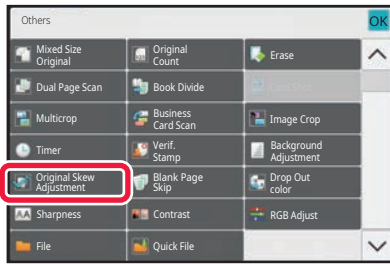 Others
OK
Mixed Size
Original
Original
Count
Erase
Dual Page Scan
Book Divide
Card Shot
Multicrop
Business
Card Scan
Image Crop
Timer
Verif.
Stamp
Background
Adjustment
Original Skew
Adjustment
Blank Page
Skip
Drop Out
color
Sharpness
Contrast
RGB Adjust
File
Quick File